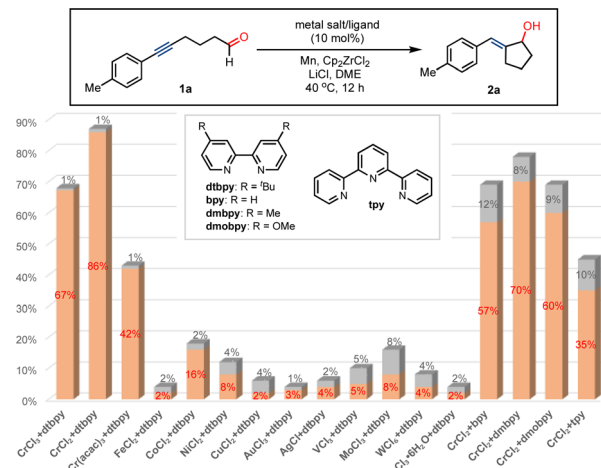 metal salt/ligand
(10 mol%)
Mn, Cp₂ZrCl₂
LiCl, DME
40 °C, 12 h
O
H
Me
1a
OH
Me
2a
R
R
N
N
dtbpy: R = ᵗBu
bpy: R = H
dmbpy: R = Me
dmobpy: R = OMe
N
N
N
tpy
90%
80%
70%
60%
50%
40%
30%
20%
10%
0%
1%
67%
1%
86%
1%
42%
2%
2%
2%
16%
4%
8%
4%
2%
1%
3%
2%
4%
5%
5%
8%
8%
4%
4%
2%
2%
12%
57%
8%
70%
9%
60%
10%
35%
CrCl₃+dtbpy
CrCl₂+dtbpy
Cr(acac)₃+dtbpy
FeCl₂+dtbpy
CoCl₂+dtbpy
NiCl₂+dtbpy
CuCl₂+dtbpy
AuCl₃+dtbpy
AgCl+dtbpy
VCl₃+dtbpy
MoCl₃+dtbpy
WCl₄+dtbpy
Cl₃•6H₂O+dtbpy
CrCl₂+bpy
CrCl₂+dmbpy
CrCl₂+dmobpy
CrCl₂+tpy